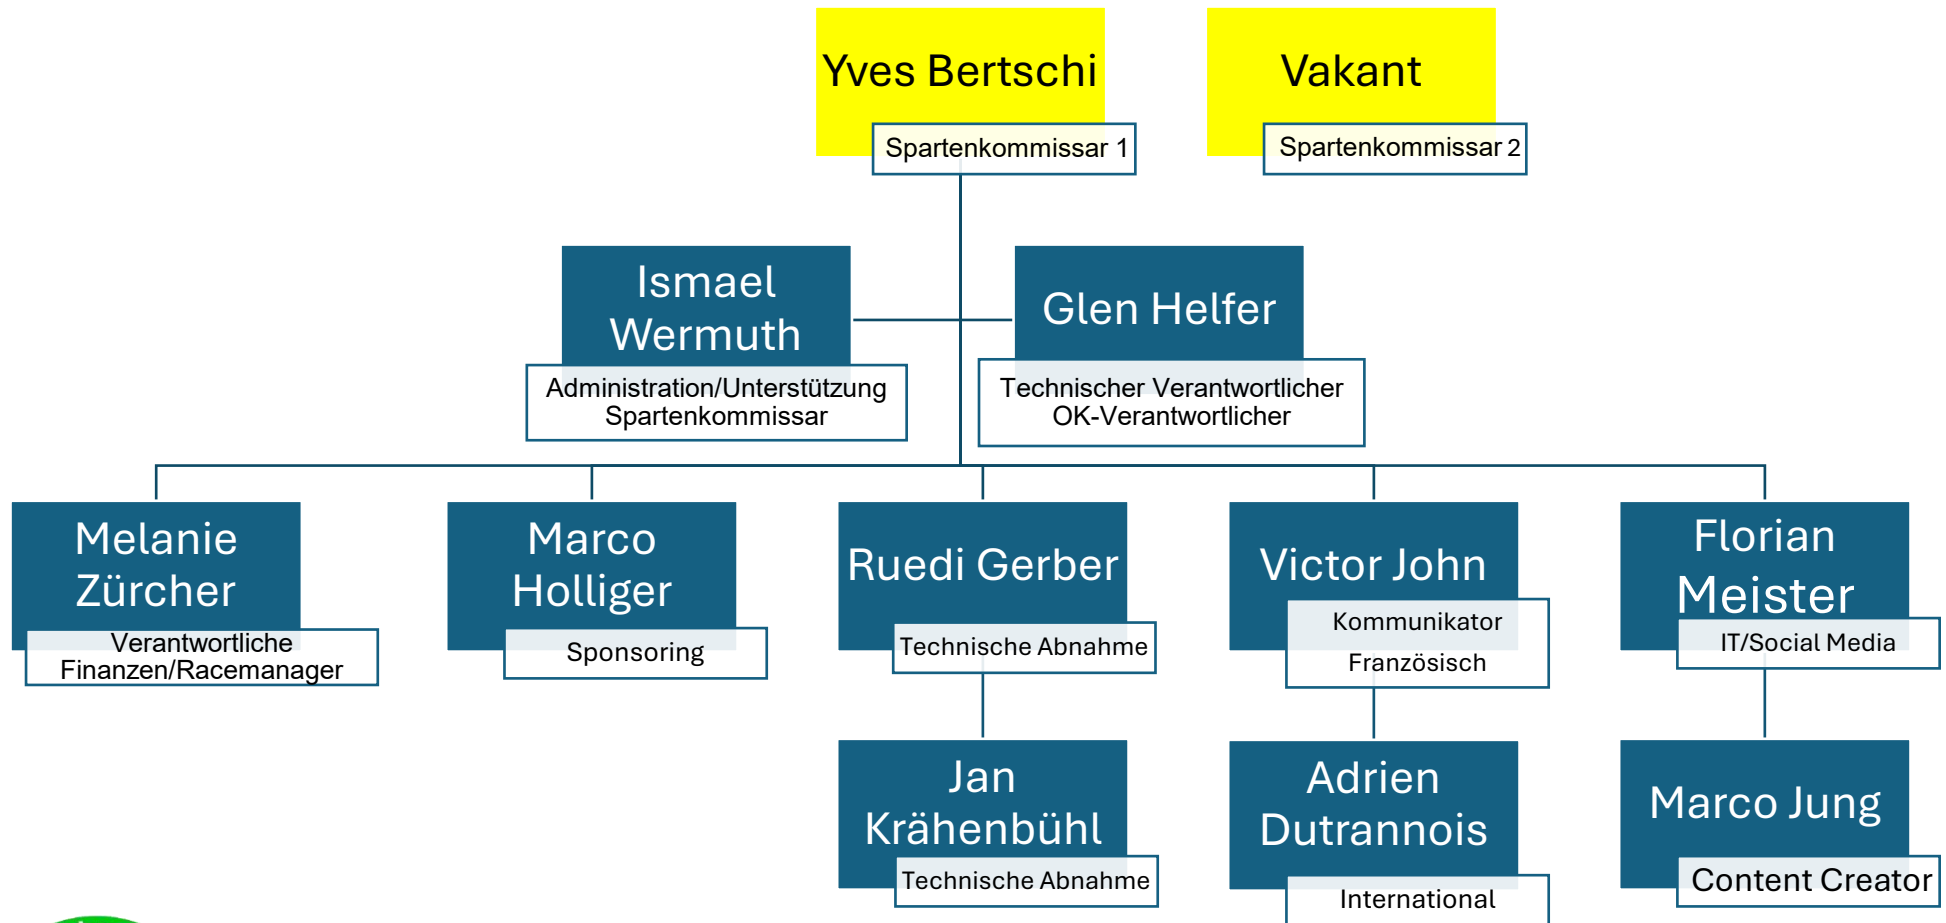 Yves Bertschi
Spartenkommissar 1
Vakant
Spartenkommissar 2
Ismael
Wermuth
Administration/Unterstützung
Spartenkommissar
Glen Helfer
Technischer Verantwortlicher
OK-Verantwortlicher
Melanie
Zürcher
Verantwortliche
Finanzen/Racemanager
Marco
Holliger
Sponsoring
Ruedi Gerber
Technische Abnahme
Victor John
Kommunikator
Französisch
Florian
Meister
IT/Social Media
Jan
Krähenbühl
Technische Abnahme
Adrien
Dutrannois
International
Marco Jung
Content Creator